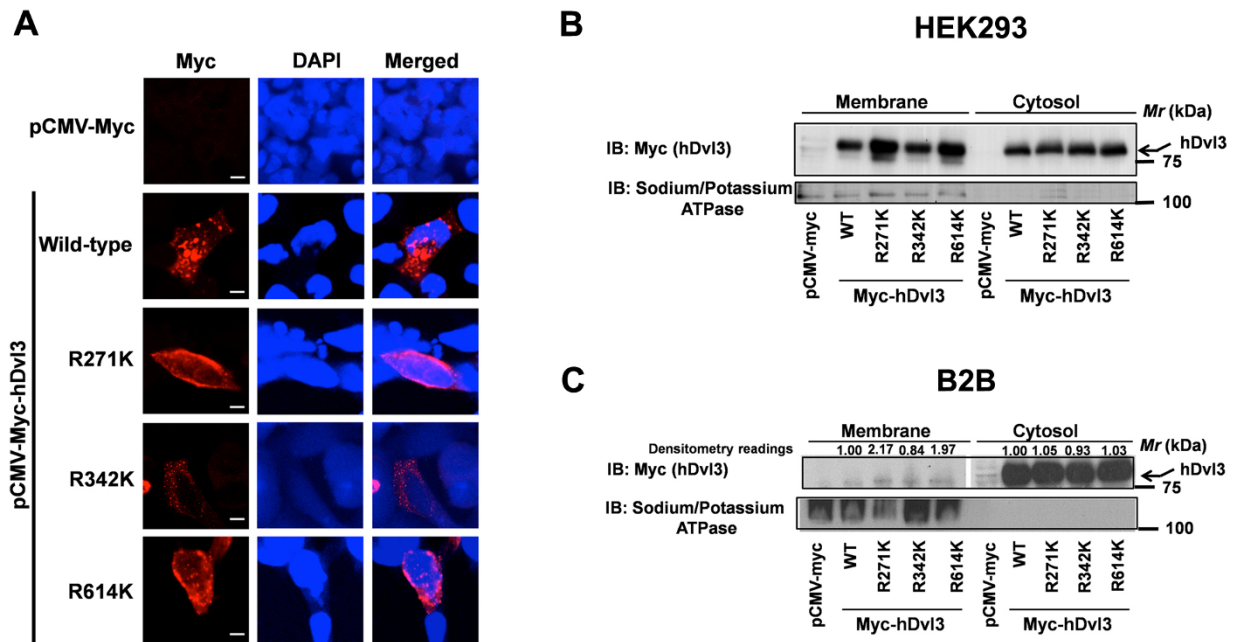 A
Myc DAPI Merged
pCMV-Myc
pCMV-Myc-hDvl3
Wild-type
R271K
R342K
R614K
B
HEK293
Membrane Cytosol Mr (kDa)
IB: Myc (hDvl3) hDvl3
75
IB: Sodium/Potassium
ATPase
100
pCMV-myc WT R271K R342K R614K pCMV-myc WT R271K R342K R614K
Myc-hDvl3 Myc-hDvl3
C
B2B
Membrane Cytosol
Densitometry readings 1.00 2.17 0.84 1.97 1.00 1.05 0.93 1.03 Mr (kDa)
IB: Myc (hDvl3) hDvl3
75
IB: Sodium/Potassium
ATPase
100
pCMV-myc WT R271K R342K R614K pCMV-myc WT R271K R342K R614K
Myc-hDvl3 Myc-hDvl3